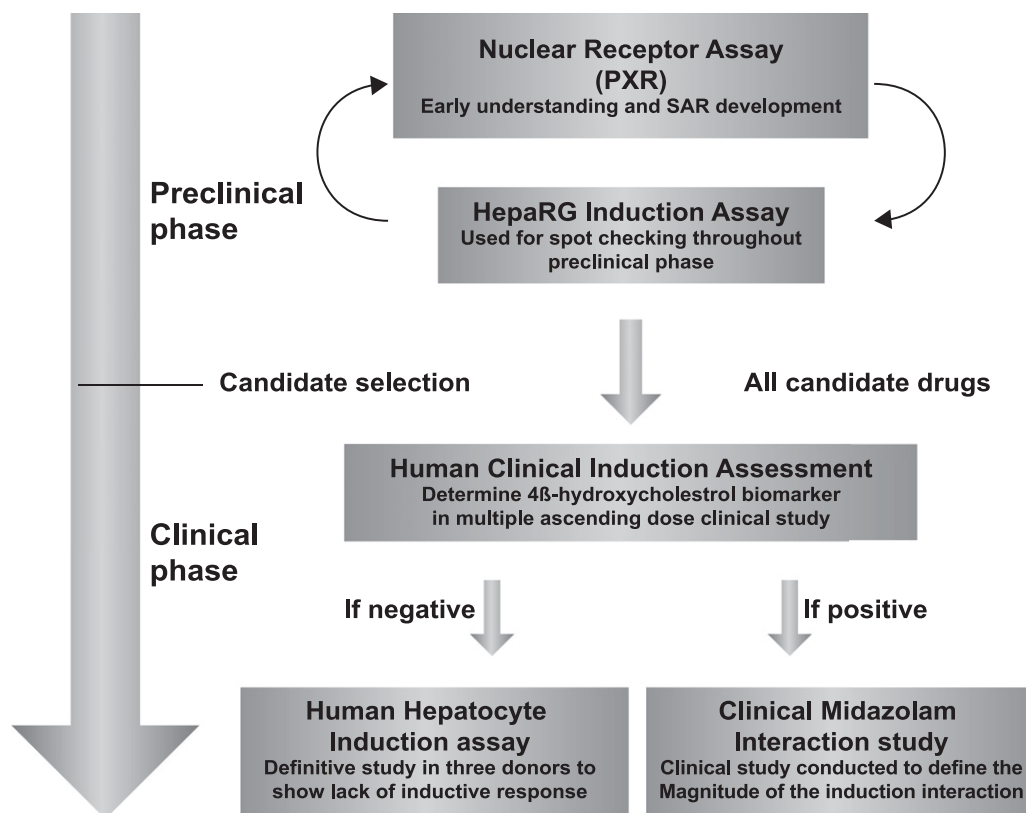 Nuclear Receptor Assay
(PXR)
Early understanding and SAR development
Preclinical
phase
HepaRG Induction Assay
Used for spot checking throughout
preclinical phase
Candidate selection
All candidate drugs
Human Clinical Induction Assessment
Determine 4ß-hydroxycholestrol biomarker
in multiple ascending dose clinical study
Clinical
phase
If negative
If positive
Human Hepatocyte
Induction assay
Definitive study in three donors to
show lack of inductive response
Clinical Midazolam
Interaction study
Clinical study conducted to define the
Magnitude of the induction interaction